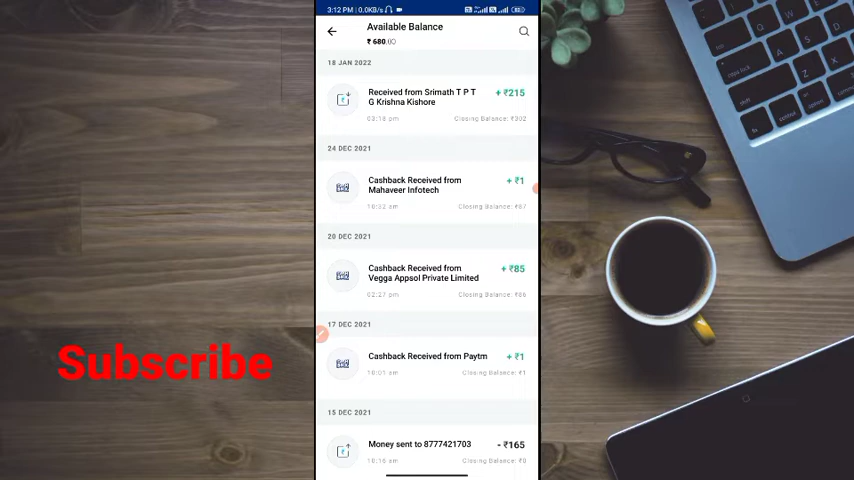 3:12 PM | 0.0KB/s
Available Balance
₹ 680.00
18 JAN 2022
Received from Srimath T P T
G Krishna Kishore
+ ₹215
03:18 pm
Closing Balance: ₹302
24 DEC 2021
Cashback Received from
Mahaveer Infotech
+ ₹1
10:32 am
Closing Balance: ₹87
20 DEC 2021
Cashback Received from
Vegga Appsol Private Limited
+ ₹85
02:27 pm
Closing Balance: ₹86
17 DEC 2021
Cashback Received from Paytm
+ ₹1
10:01 am
Closing Balance: ₹1
15 DEC 2021
Money sent to 8777421703
- ₹165
10:16 am
Closing Balance: ₹0
Subscribe